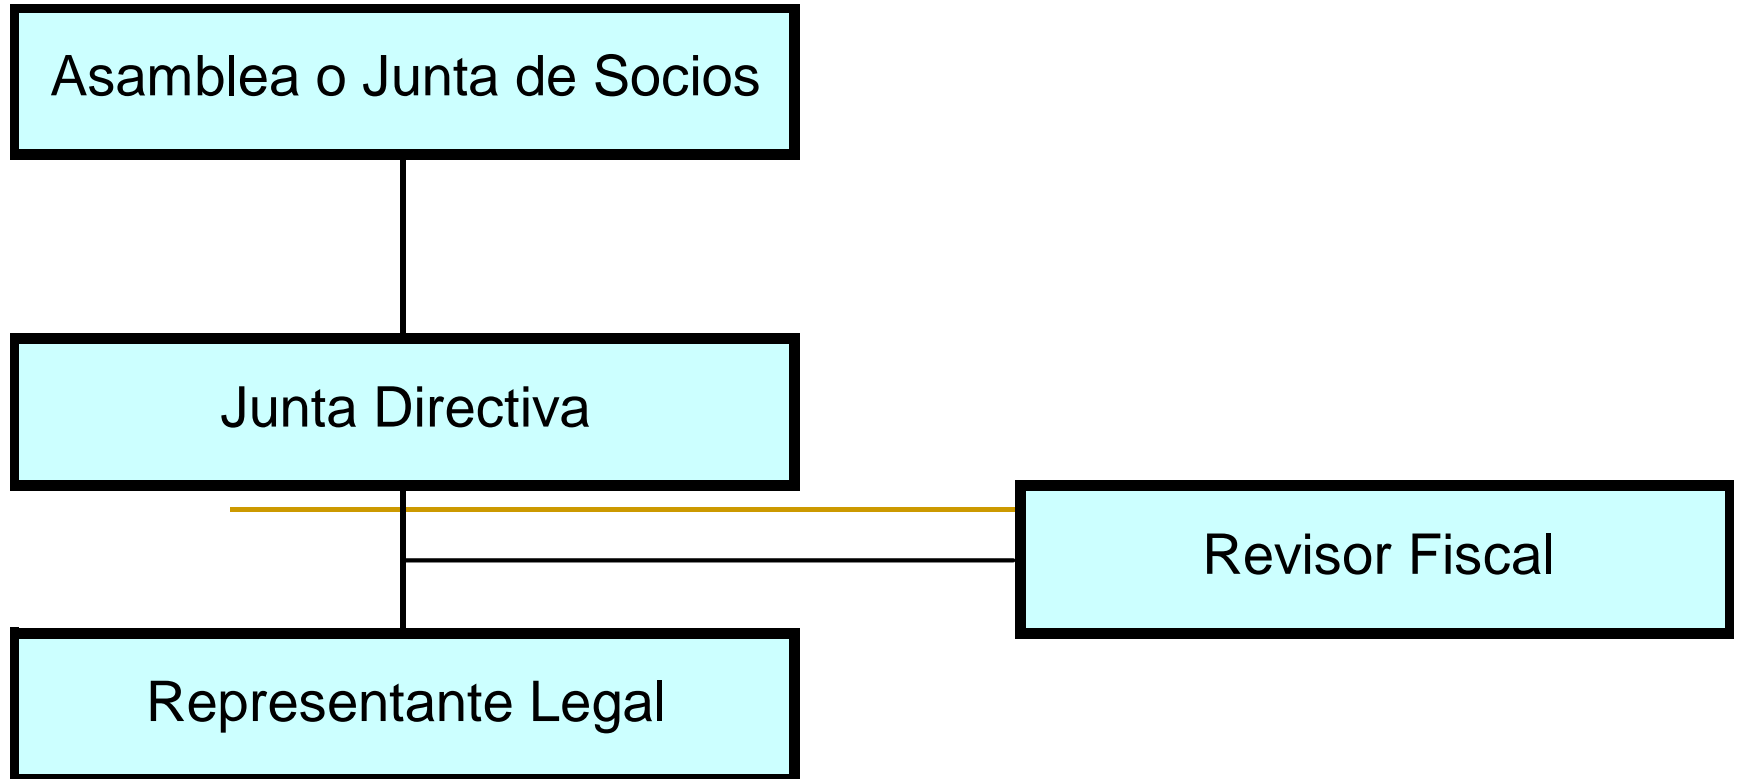 Asamblea o Junta de Socios
Junta Directiva
Revisor Fiscal
Representante Legal